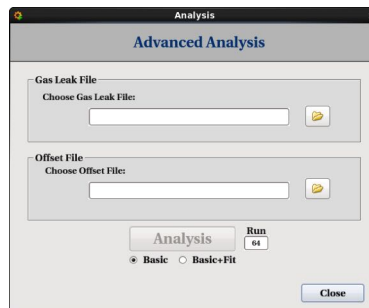 Analysis
Advanced Analysis
Gas Leak File
Choose Gas Leak File:
Offset File
Choose Offset File:
Analysis
Run
64
Basic
Basic+Fit
Close